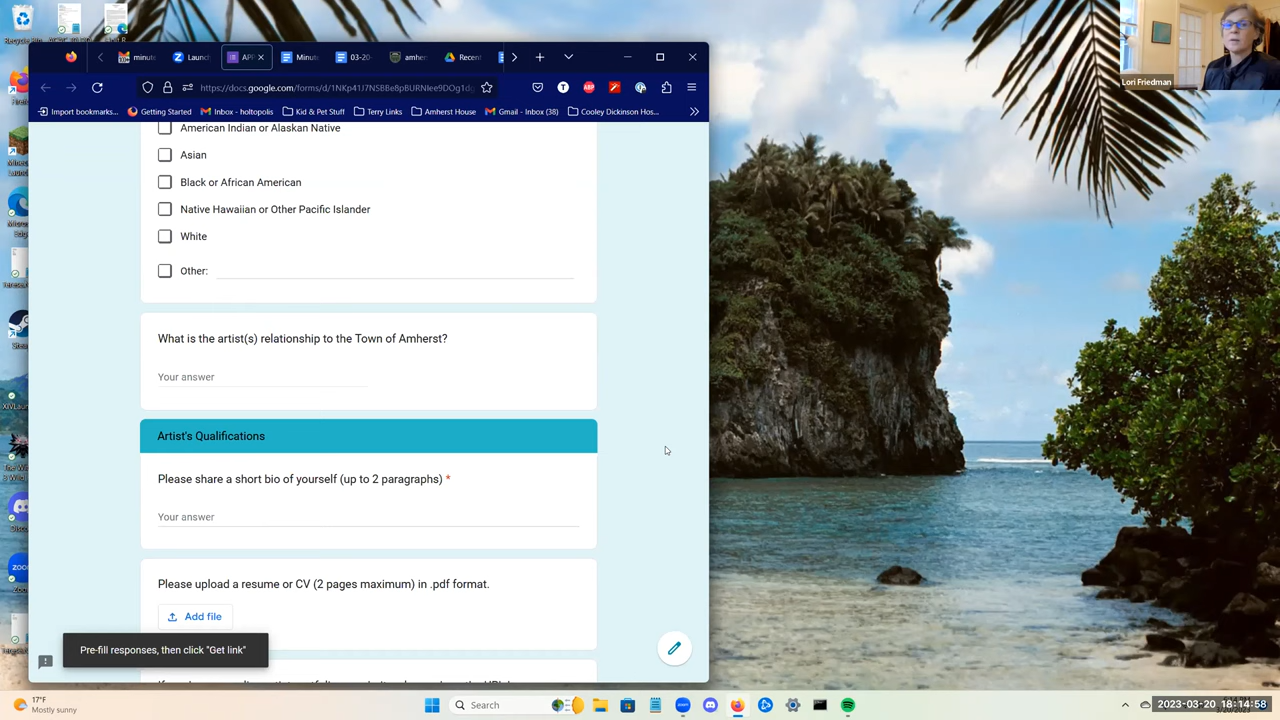 Lori Friedman
minute
Launc
APP
Minut
03-20-
amher
Recent
https://docs.google.com/forms/d/1NKp41J7NSBBe8pBURNIee9DOg1d
Import bookmarks...
Getting Started
Inbox - holtopolis
Kid & Pet Stuff
Terry Links
Amherst House
Gmail - Inbox (38)
Cooley Dickinson Hos...
American Indian or Alaskan Native
Asian
Black or African American
Native Hawaiian or Other Pacific Islander
White
Other:
What is the artist(s) relationship to the Town of Amherst?
Your answer
Artist's Qualifications
Please share a short bio of yourself (up to 2 paragraphs) *
Your answer
Please upload a resume or CV (2 pages maximum) in .pdf format.
Add file
Pre-fill responses, then click "Get link"
17°F
Mostly sunny
Search
2023-03-20 18:14:58